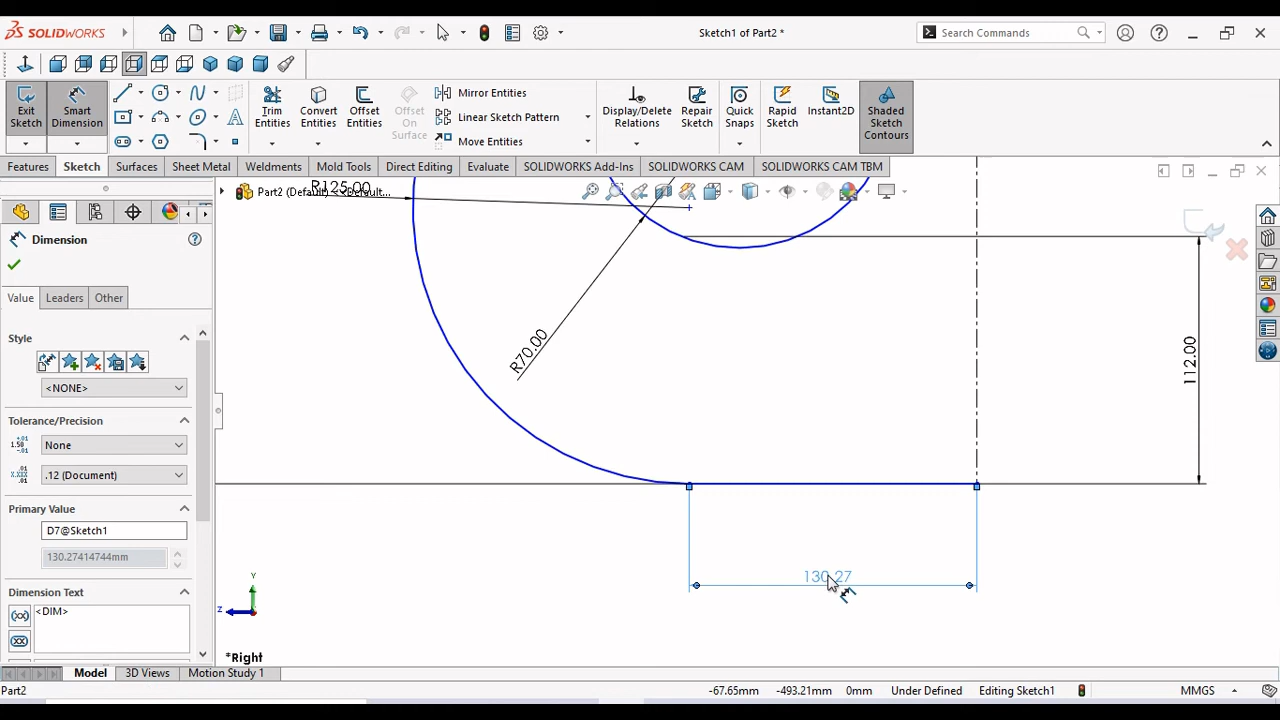 SOLIDWORKS
Sketch1 of Part2 *
Search Commands
Exit Sketch
Smart Dimension
Trim Entities
Convert Entities
Offset Entities
Offset On Surface
Mirror Entities
Linear Sketch Pattern
Move Entities
Display/Delete Relations
Repair Sketch
Quick Snaps
Rapid Sketch
Instant2D
Shaded Sketch Contours
Features
Sketch
Surfaces
Sheet Metal
Weldments
Mold Tools
Direct Editing
Evaluate
SOLIDWORKS Add-Ins
SOLIDWORKS CAM
SOLIDWORKS CAM TBM
R125.00
Part2 (Default) <<Default...
Dimension
Value
Leaders
Other
Style
<NONE>
Tolerance/Precision
None
.12 (Document)
Primary Value
D7@Sketch1
130.27414744mm
Dimension Text
<DIM>
R70.00
112.00
130.27
Y
Z
*Right
Model
3D Views
Motion Study 1
Part2
-67.65mm
-493.21mm
0mm
Under Defined
Editing Sketch1
MMGS